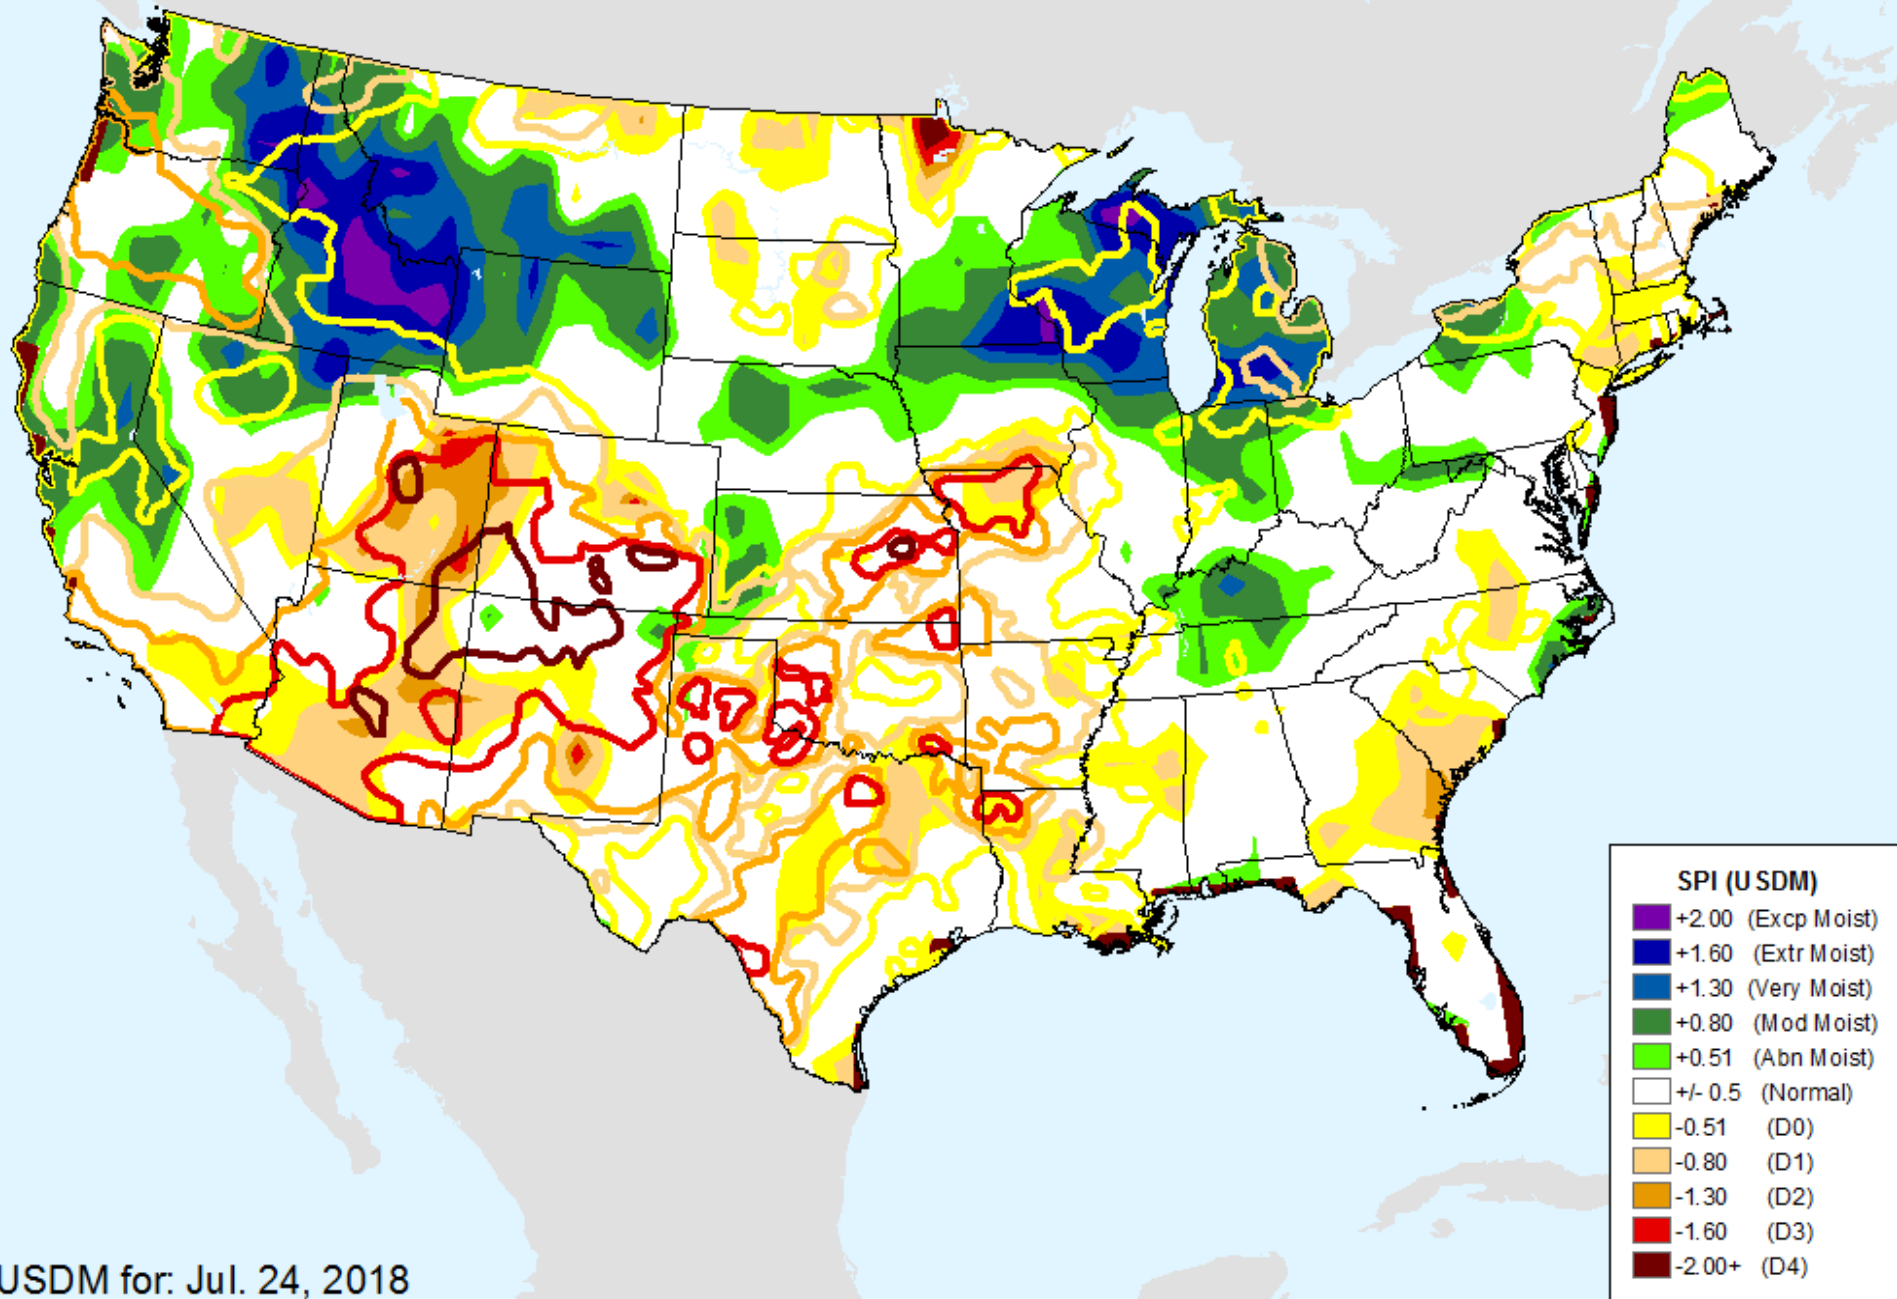 SPI (USDM)
+2.00 (Excp Moist)
+1.60 (Extr Moist)
+1.30 (Very Moist)
+0.80 (Mod Moist)
+0.51 (Abn Moist)
+/- 0.5 (Normal)
-0.51 (D0)
-0.80 (D1)
-1.30 (D2)
-1.60 (D3)
-2.00+ (D4)
USDM for: Jul. 24, 2018